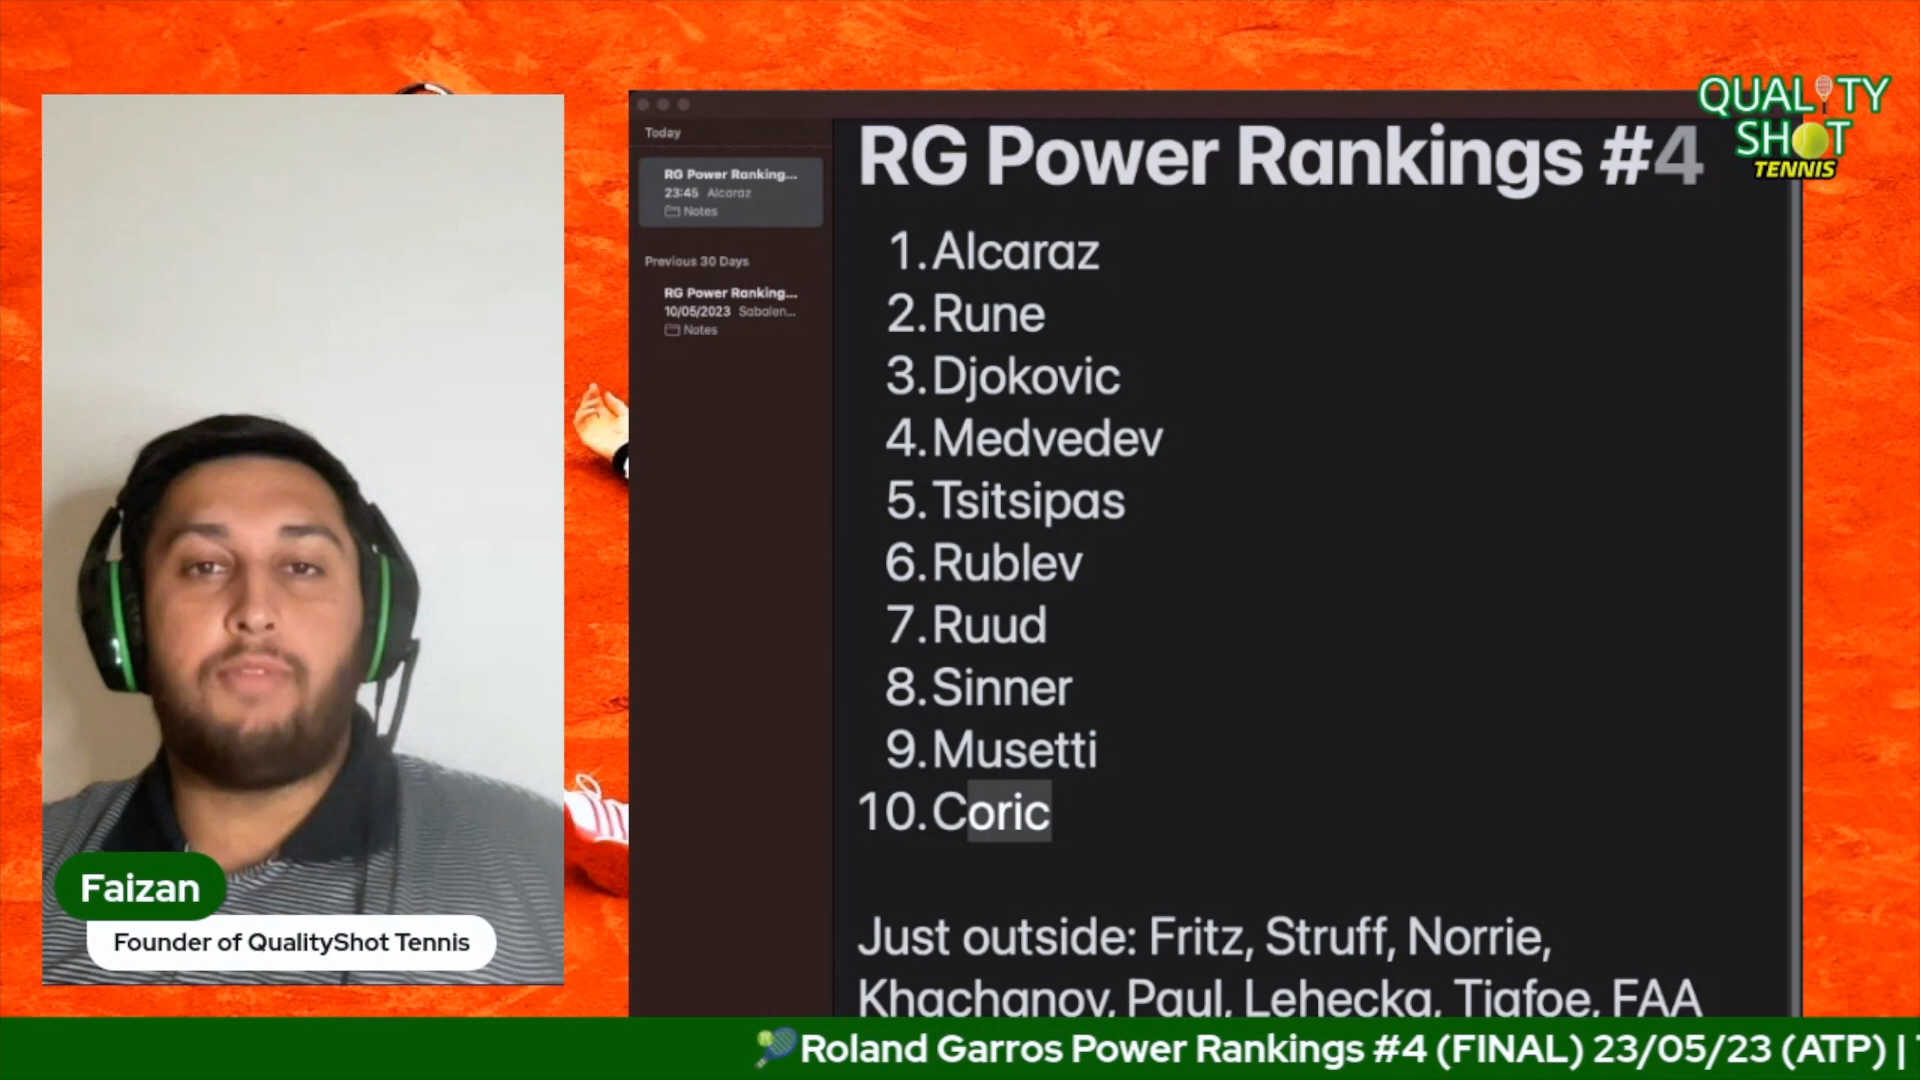 QUALITY
SHOT
TENNIS
Today
RG Power Ranking...
23:45 Alcaraz
Notes
Previous 30 Days
RG Power Ranking...
10/05/2023 Sabalen...
Notes
RG Power Rankings #4
1. Alcaraz
2. Rune
3. Djokovic
4. Medvedev
5. Tsitsipas
6. Rublev
7. Ruud
8. Sinner
9. Musetti
10. Coric
Just outside: Fritz, Struff, Norrie,
Khachanov, Paul, Lehecka, Tiafoe, FAA
Faizan
Founder of QualityShot Tennis
Roland Garros Power Rankings #4 (FINAL) 23/05/23 (ATP) |